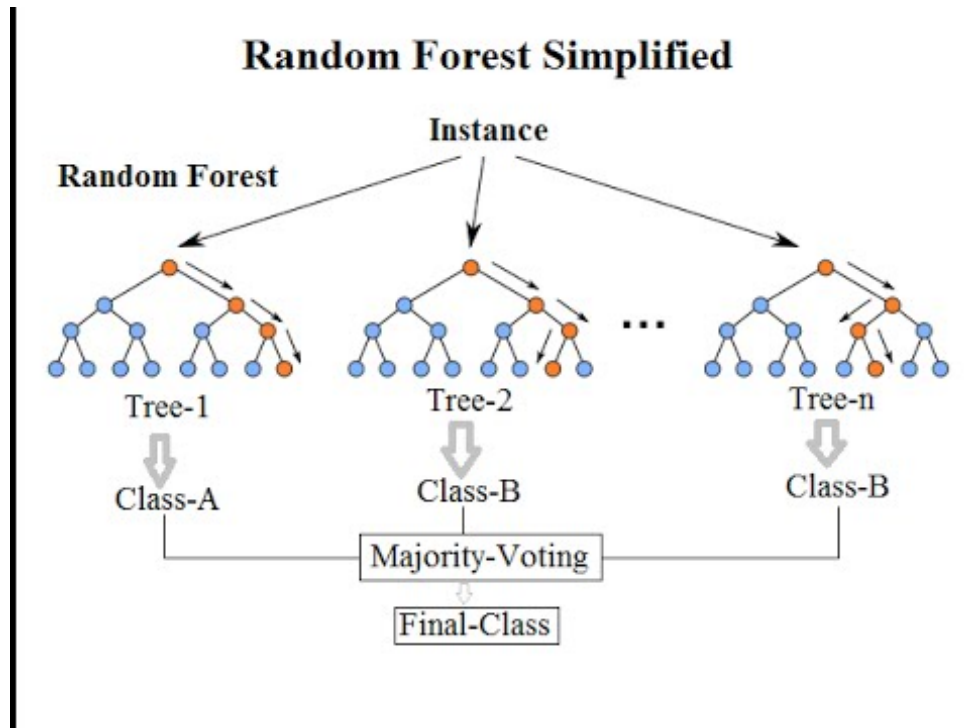 Random Forest Simplified
Instance
Random Forest
...
Tree-1
Tree-2
Tree-n
Class-A
Class-B
Class-B
Majority-Voting
Final-Class